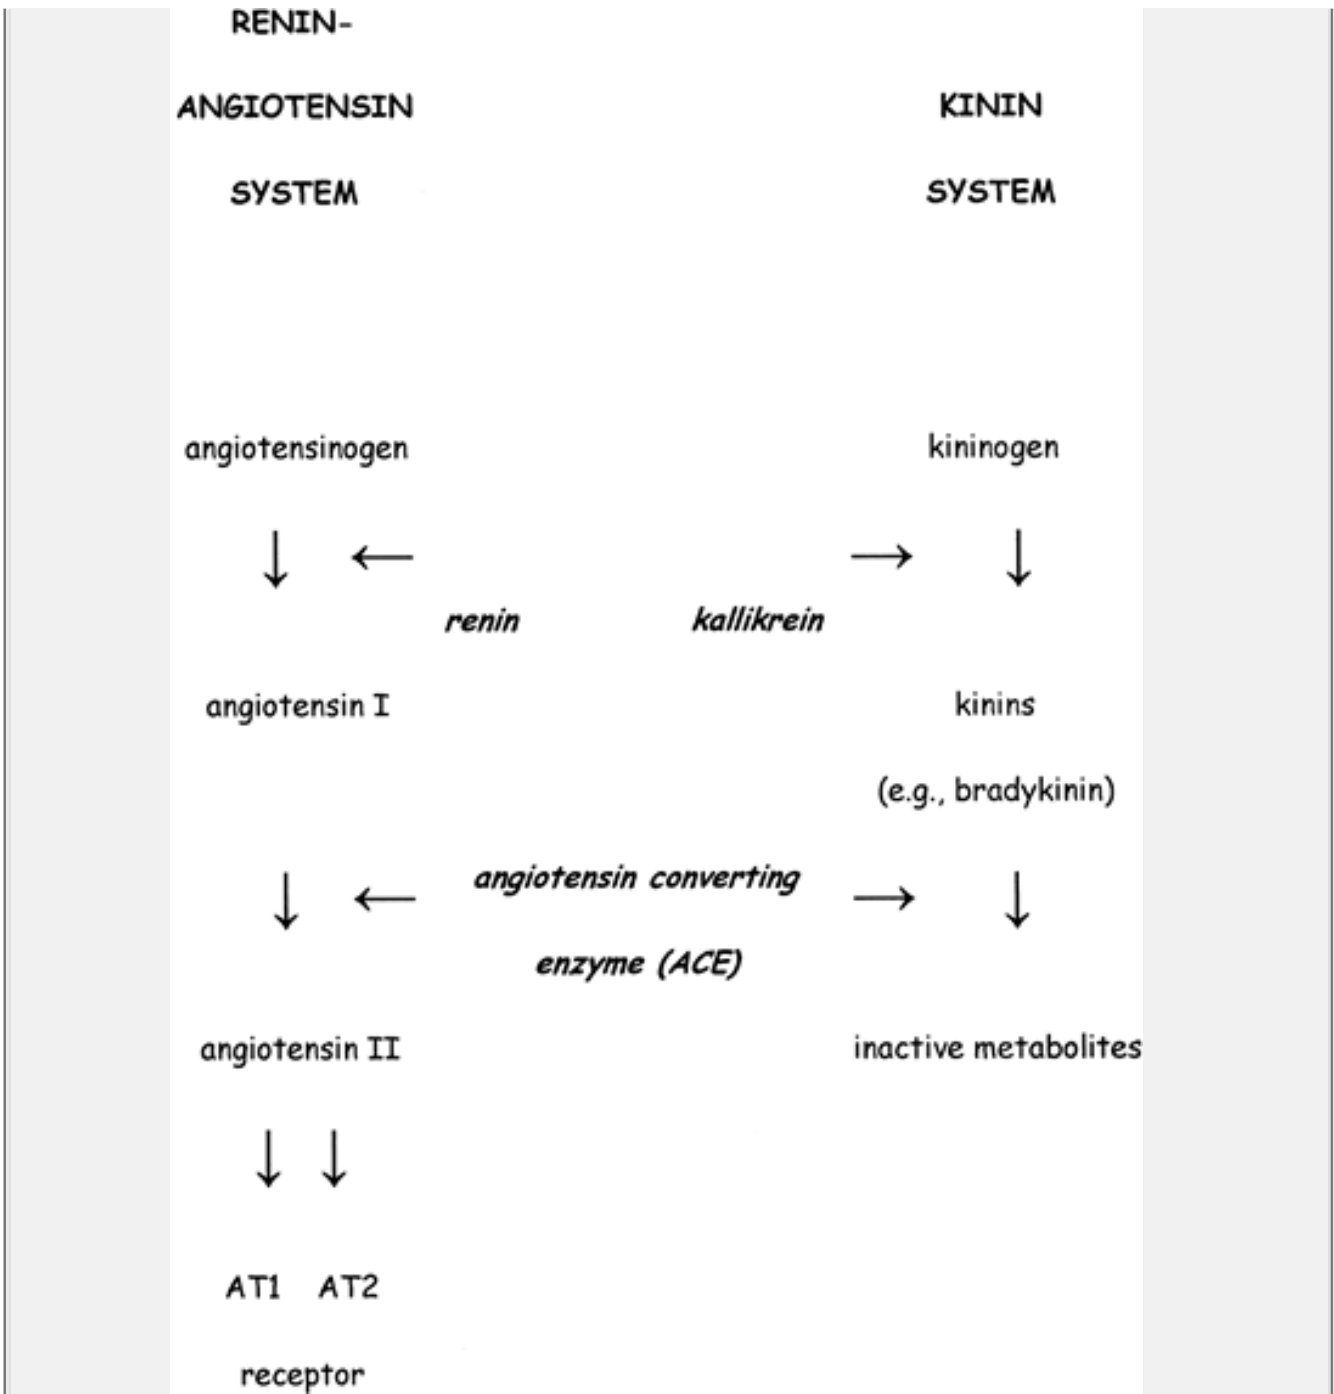 RENIN-
ANGIOTENSIN
SYSTEM
KININ
SYSTEM
angiotensinogen
kininogen
↓ ←
→ ↓
renin
kallikrein
angiotensin I
kinins
(e.g., bradykinin)
↓ ←
angiotensin converting
enzyme (ACE)
→ ↓
angiotensin II
inactive metabolites
↓ ↓
AT1 AT2
receptor